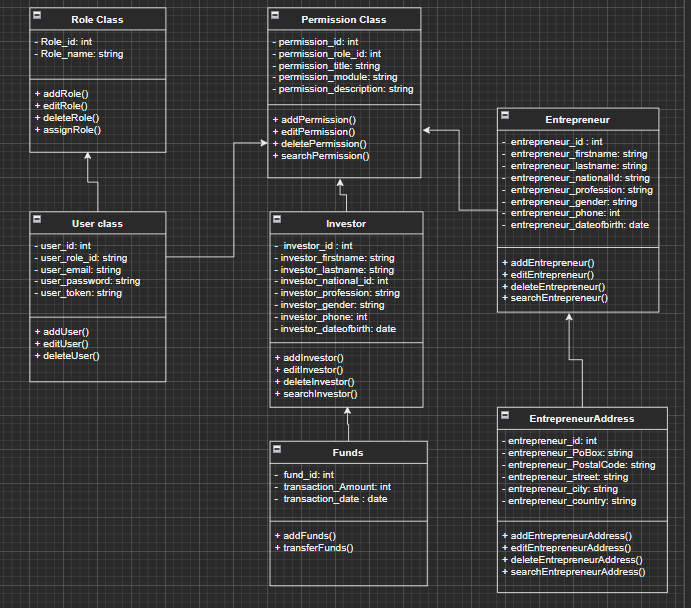 Role Class
- Role_id: int
- Role_name: string
+ addRole()
+ editRole()
+ deleteRole()
+ assignRole()
Permission Class
- permission_id: int
- permission_role_id: int
- permission_title: string
- permission_module: string
- permission_description: string
+ addPermission()
+ editPermission()
+ deletePermission()
+ searchPermission()
Entrepreneur
- entrepreneur_id : int
- entrepreneur_firstname: string
- entrepreneur_lastname: string
- entrepreneur_nationalId: string
- entrepreneur_profession: string
- entrepreneur_gender: string
- entrepreneur_phone: int
- entrepreneur_dateofbirth: date
+ addEntrepreneur()
+ editEntrepreneur()
+ deleteEntrepreneur()
+ searchEntrepreneur()
User class
- user_id: int
- user_role_id: string
- user_email: string
- user_password: string
- user_token: string
+ addUser()
+ editUser()
+ deleteUser()
Investor
- investor_id : int
- investor_firstname: string
- investor_lastname: string
- investor_national_id: int
- investor_profession: string
- investor_gender: string
- investor_phone: int
- investor_dateofbirth: date
+ addInvestor()
+ editInvestor()
+ deleteInvestor()
+ searchInvestor()
Funds
- fund_id: int
- transaction_Amount: int
- transaction_date : date
+ addFunds()
+ transferFunds()
EntrepreneurAddress
- entrepreneur_id: int
- entrepreneur_PoBox: string
- entrepreneur_PostalCode: string
- entrepreneur_street: string
- entrepreneur_city: string
- entrepreneur_country: string
+ addEntrepreneurAddress()
+ editEntrepreneurAddress()
+ deleteEntrepreneurAddress()
+ searchEntrepreneurAddress()